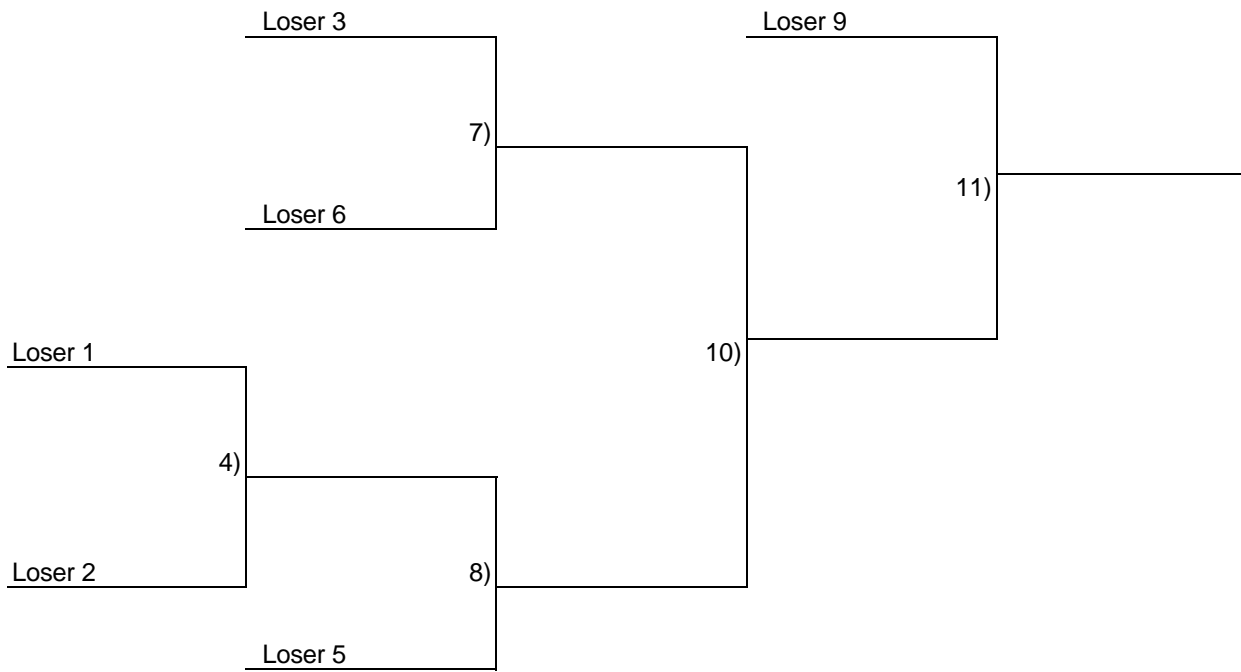 Loser 3
Loser 9
7)
11)
Loser 6
Loser 1
10)
4)
Loser 2
8)
Loser 5